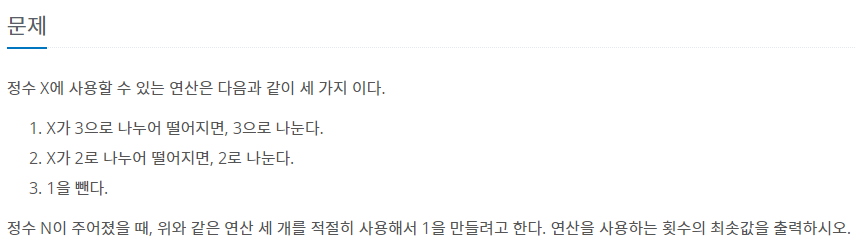 문제
정수 X에 사용할 수 있는 연산은 다음과 같이 세 가지 이다.
1. X가 3으로 나누어 떨어지면, 3으로 나눈다.
2. X가 2로 나누어 떨어지면, 2로 나눈다.
3. 1을 뺀다.
정수 N이 주어졌을 때, 위와 같은 연산 세 개를 적절히 사용해서 1을 만들려고 한다. 연산을 사용하는 횟수의 최솟값을 출력하시오.